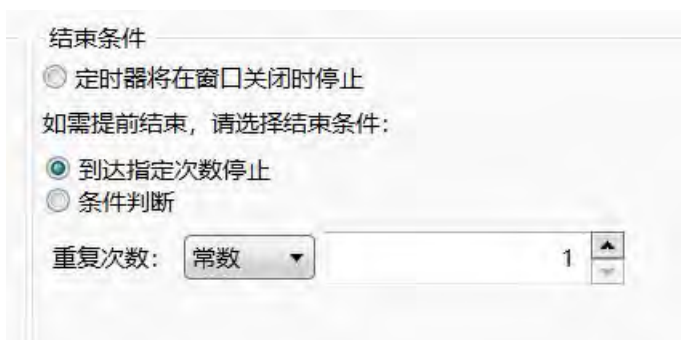 结束条件
定时器将在窗口关闭时停止
如需提前结束，请选择结束条件：
到达指定次数停止
条件判断
重复次数： 常数 1